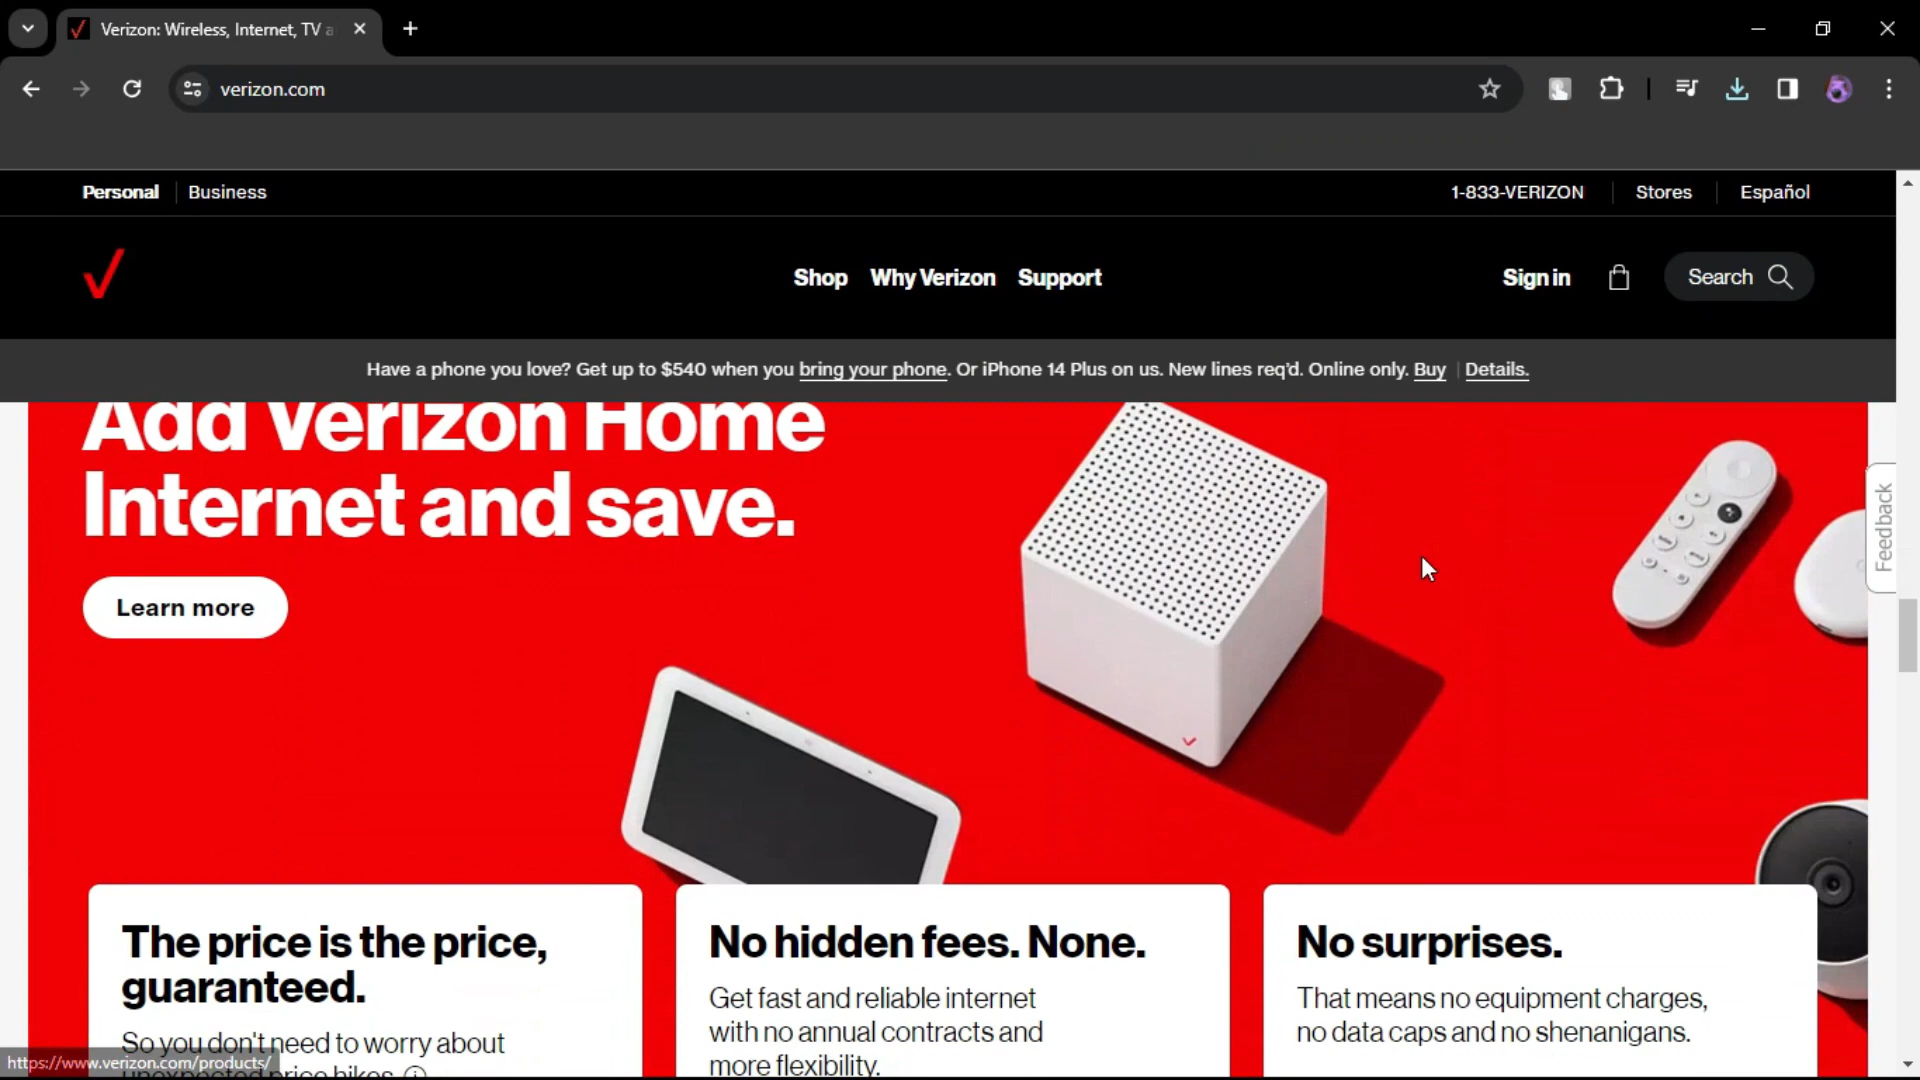 Verizon: Wireless, Internet, TV a
verizon.com
Personal
Business
1-833-VERIZON
Stores
Español
Shop
Why Verizon
Support
Sign in
Search
Have a phone you love? Get up to $540 when you bring your phone. Or iPhone 14 Plus on us. New lines req'd. Online only. Buy
Details.
Add Verizon Home
Internet and save.
Learn more
Feedback
The price is the price,
guaranteed.
So you don't need to worry about
unexpected price hikes.
No hidden fees. None.
Get fast and reliable internet
with no annual contracts and
more flexibility.
No surprises.
That means no equipment charges,
no data caps and no shenanigans.
https://www.verizon.com/products/